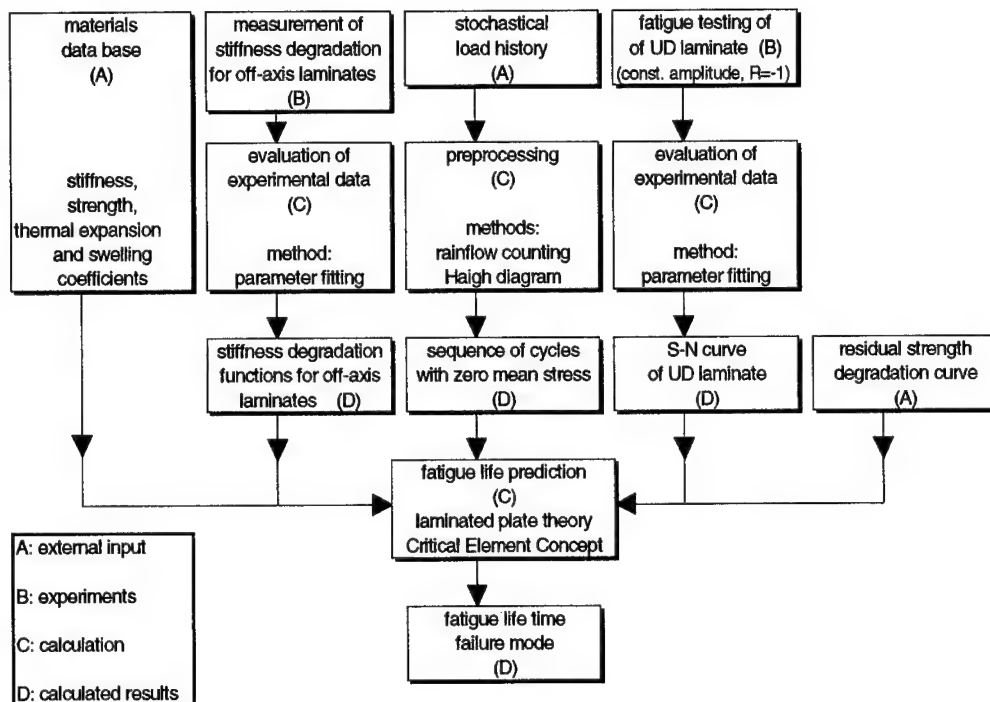 materials
data base
(A)
stiffness,
strength,
thermal expansion
and swelling
coefficients
measurement of
stiffness degradation
for off-axis laminates
(B)
stochastical
load history
(A)
fatigue testing of
of UD laminate (B)
(const. amplitude, R=-1)
evaluation of
experimental data
(C)
method:
parameter fitting
preprocessing
(C)
methods:
rainflow counting
Haigh diagram
evaluation of
experimental data
(C)
method:
parameter fitting
stiffness degradation
functions for off-axis
laminates (D)
sequence of cycles
with zero mean stress
(D)
S-N curve
of UD laminate
(D)
residual strength
degradation curve
(A)
fatigue life prediction
(C)
laminated plate theory
Critical Element Concept
fatigue life time
failure mode
(D)
A: external input
B: experiments
C: calculation
D: calculated results